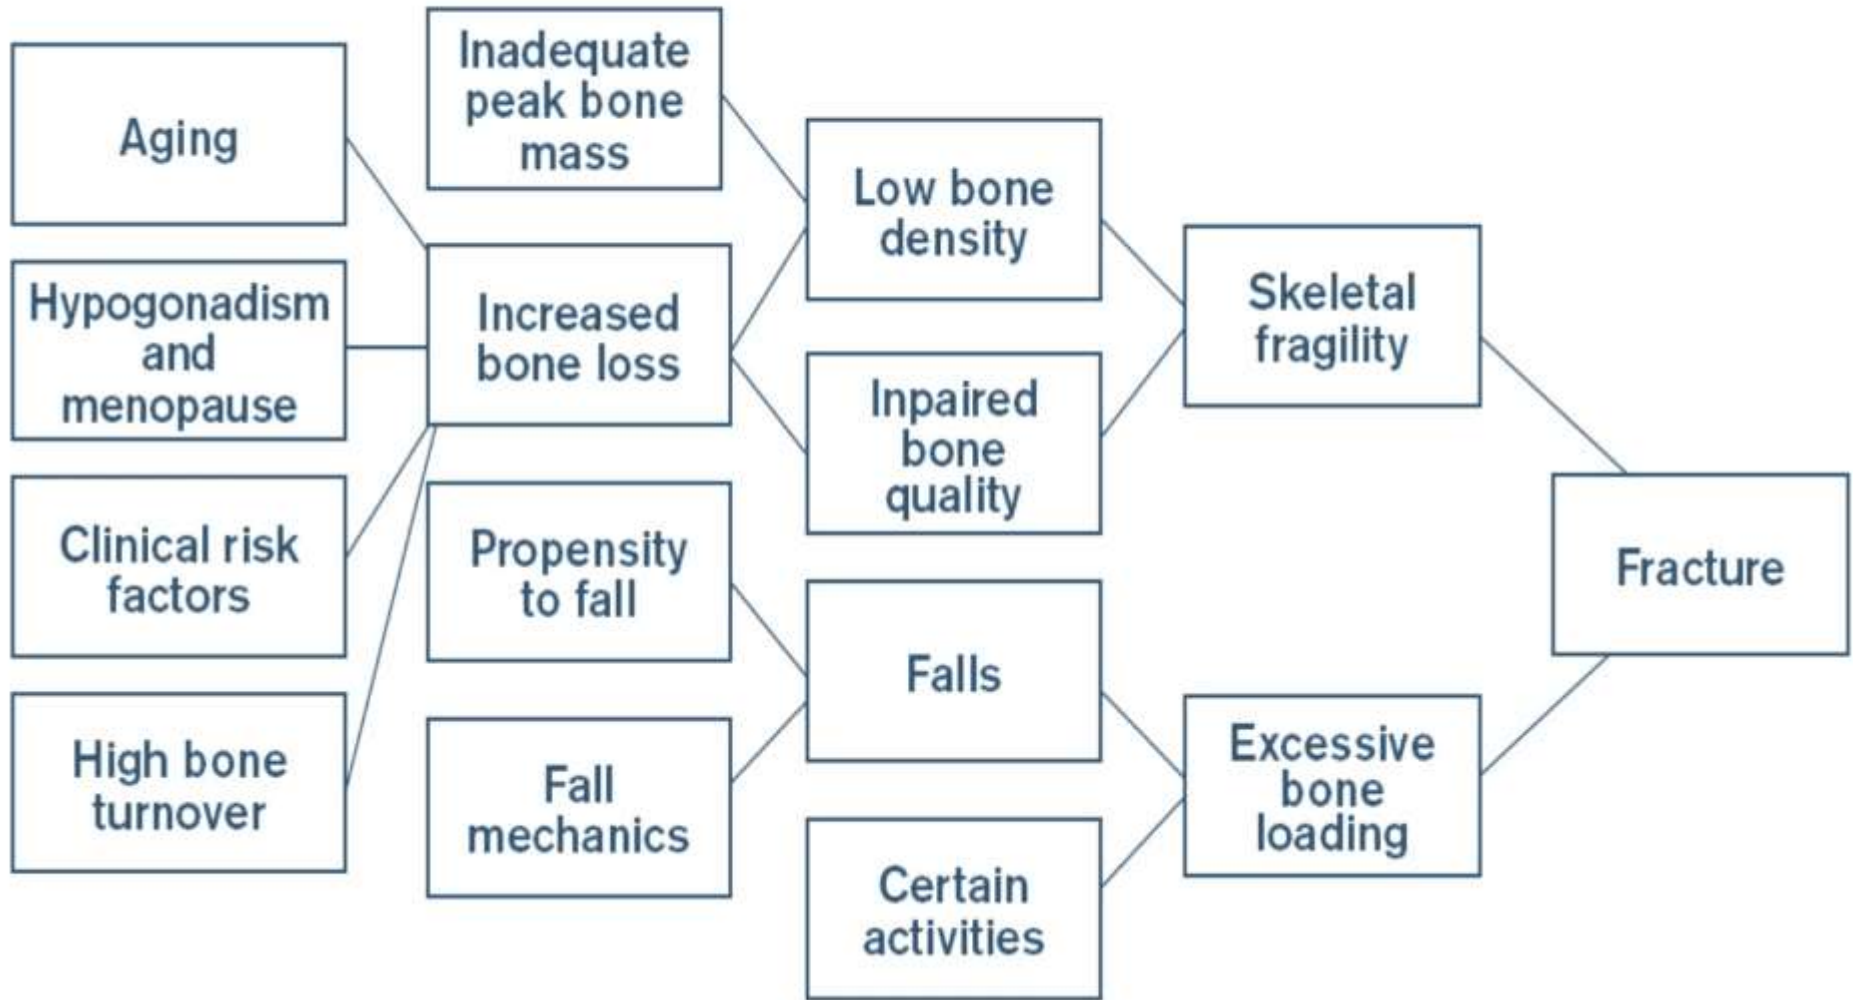 Aging
Hypogonadism
and
menopause
Clinical risk
factors
High bone
turnover
Inadequate
peak bone
mass
Increased
bone loss
Propensity
to fall
Fall
mechanics
Low bone
density
Inpaired
bone
quality
Falls
Certain
activities
Skeletal
fragility
Excessive
bone
loading
Fracture